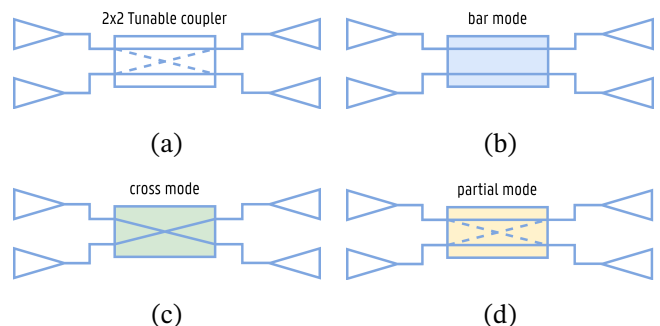 2x2 Tunable coupler
bar mode
(a)
(b)
cross mode
partial mode
(c)
(d)